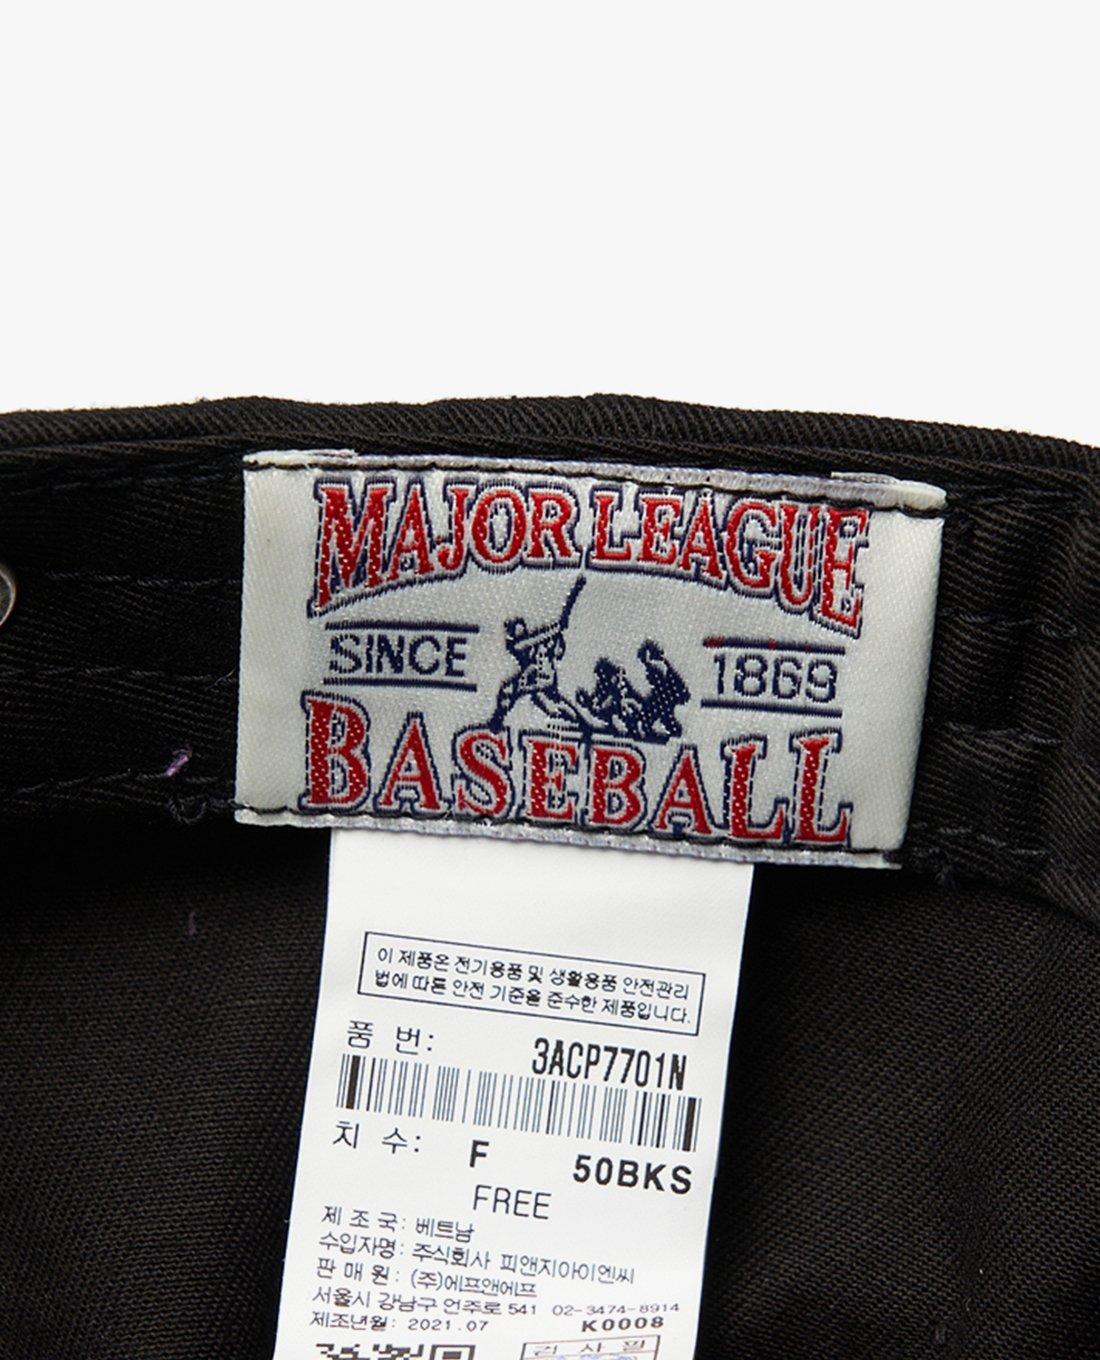 MAJOR LEAGUE
SINCE 1869
BASEBALL
이 제품은 전기용품 및 생활용품 안전관리
법에 따른 안전 기준을 준수한 제품입니다.
품 번: 3ACP7701N
치 수: F 50BKS
FREE
제 조 국: 베트남
수입자명: 주식회사 피앤지아이엔씨
판 매 원: (주)에프앤에프
서울시 강남구 언주로 541 02-3474-8914
제조년월: 2021.07 K0008
검 사 필